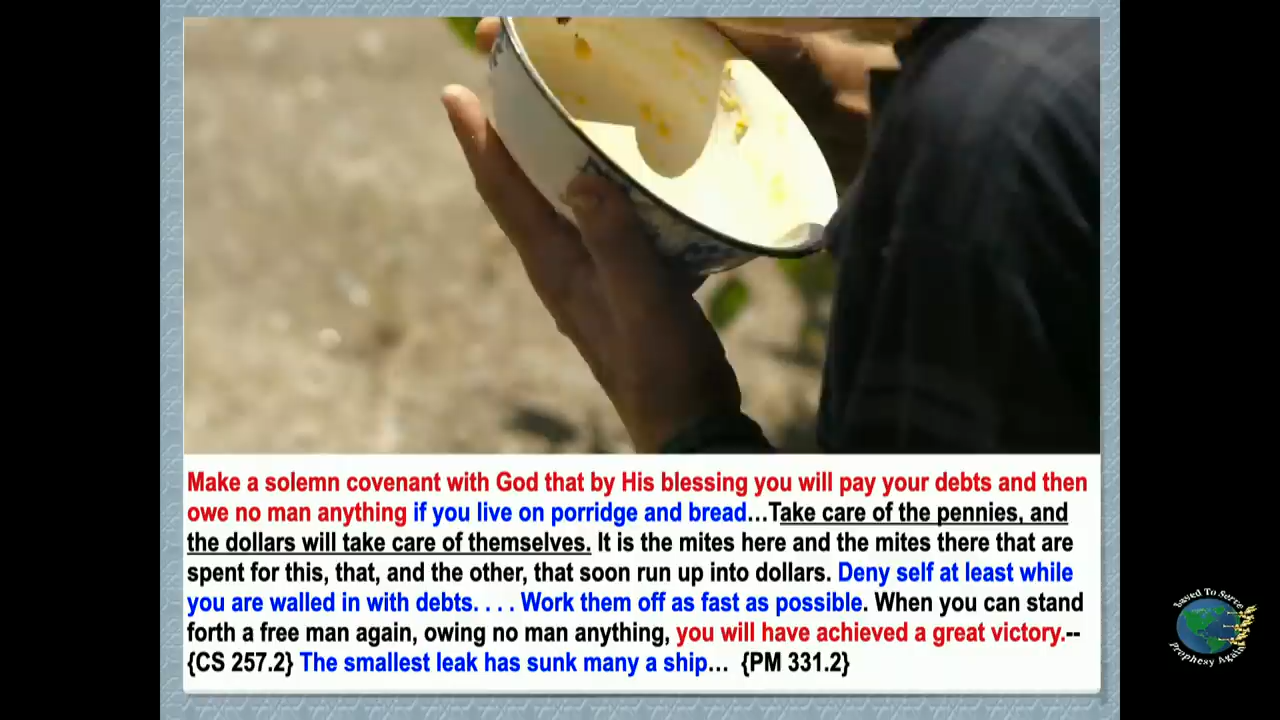 Make a solemn covenant with God that by His blessing you will pay your debts and then
owe no man anything if you live on porridge and bread…Take care of the pennies, and
the dollars will take care of themselves. It is the mites here and the mites there that are
spent for this, that, and the other, that soon run up into dollars. Deny self at least while
you are walled in with debts. . . . Work them off as fast as possible. When you can stand
forth a free man again, owing no man anything, you will have achieved a great victory.--
{CS 257.2} The smallest leak has sunk many a ship… {PM 331.2}
To Serve
Prophesy Again